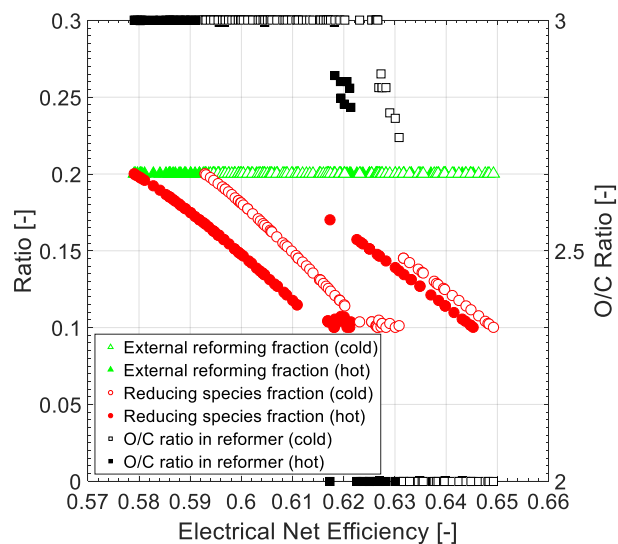 0.3
0.25
0.2
0.15
0.1
0.05
0
Ratio [-]
3
2.5
2
O/C Ratio [-]
External reforming fraction (cold)
External reforming fraction (hot)
Reducing species fraction (cold)
Reducing species fraction (hot)
O/C ratio in reformer (cold)
O/C ratio in reformer (hot)
0.57 0.58 0.59 0.6 0.61 0.62 0.63 0.64 0.65 0.66
Electrical Net Efficiency [-]